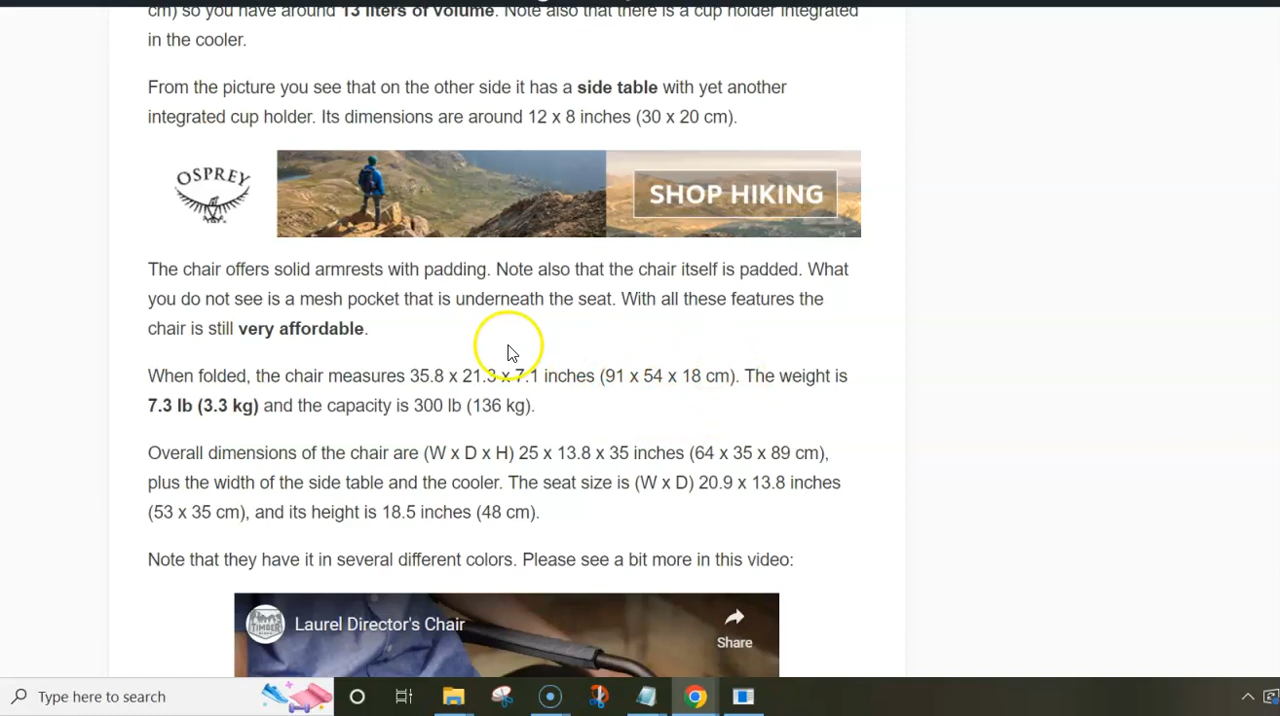 cm) so you have around 13 liters of volume. Note also that there is a cup holder integrated
in the cooler.
From the picture you see that on the other side it has a side table with yet another
integrated cup holder. Its dimensions are around 12 x 8 inches (30 x 20 cm).
OSPREY
SHOP HIKING
The chair offers solid armrests with padding. Note also that the chair itself is padded. What
you do not see is a mesh pocket that is underneath the seat. With all these features the
chair is still very affordable.
When folded, the chair measures 35.8 x 21.3 x 7.1 inches (91 x 54 x 18 cm). The weight is
7.3 lb (3.3 kg) and the capacity is 300 lb (136 kg).
Overall dimensions of the chair are (W x D x H) 25 x 13.8 x 35 inches (64 x 35 x 89 cm),
plus the width of the side table and the cooler. The seat size is (W x D) 20.9 x 13.8 inches
(53 x 35 cm), and its height is 18.5 inches (48 cm).
Note that they have it in several different colors. Please see a bit more in this video:
TIMBER
Laurel Director's Chair
Share
Type here to search